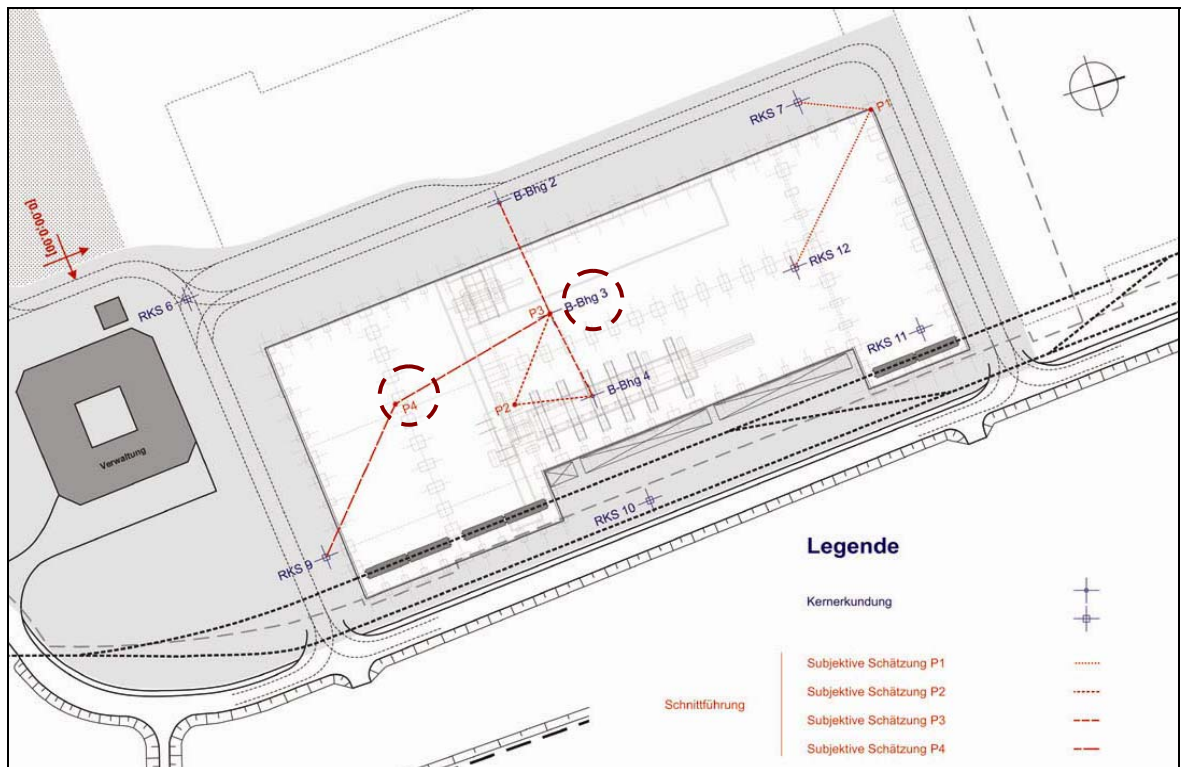 RKS 7
P1
B-Bhg 2
[0.00;0.00]
RKS 12
RKS 6
P3
B-Bhg 3
RKS 11
B-Bhg 4
P4
P2
Verwaltung
RKS 10
RKS 9
Legende
Kernerkundung
Schnittführung
Subjektive Schätzung P1
Subjektive Schätzung P2
Subjektive Schätzung P3
Subjektive Schätzung P4